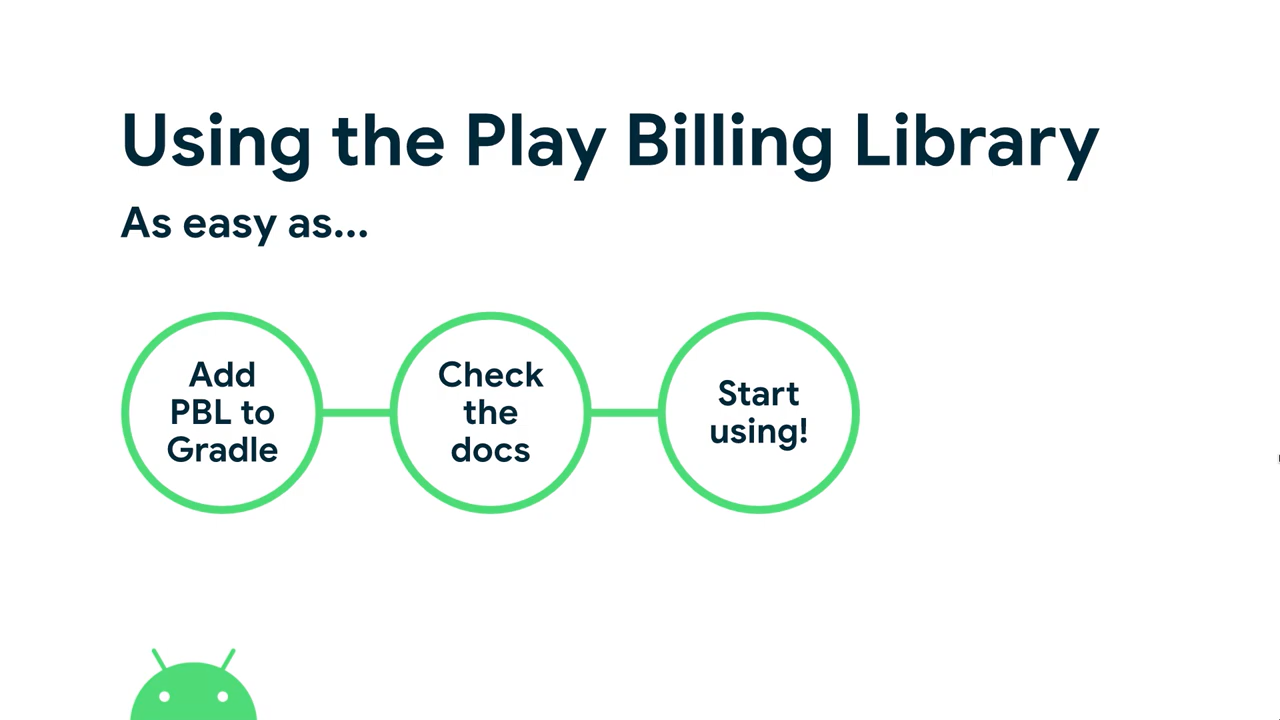 Using the Play Billing Library
As easy as...
Add
PBL to
Gradle
Check
the
docs
Start
using!